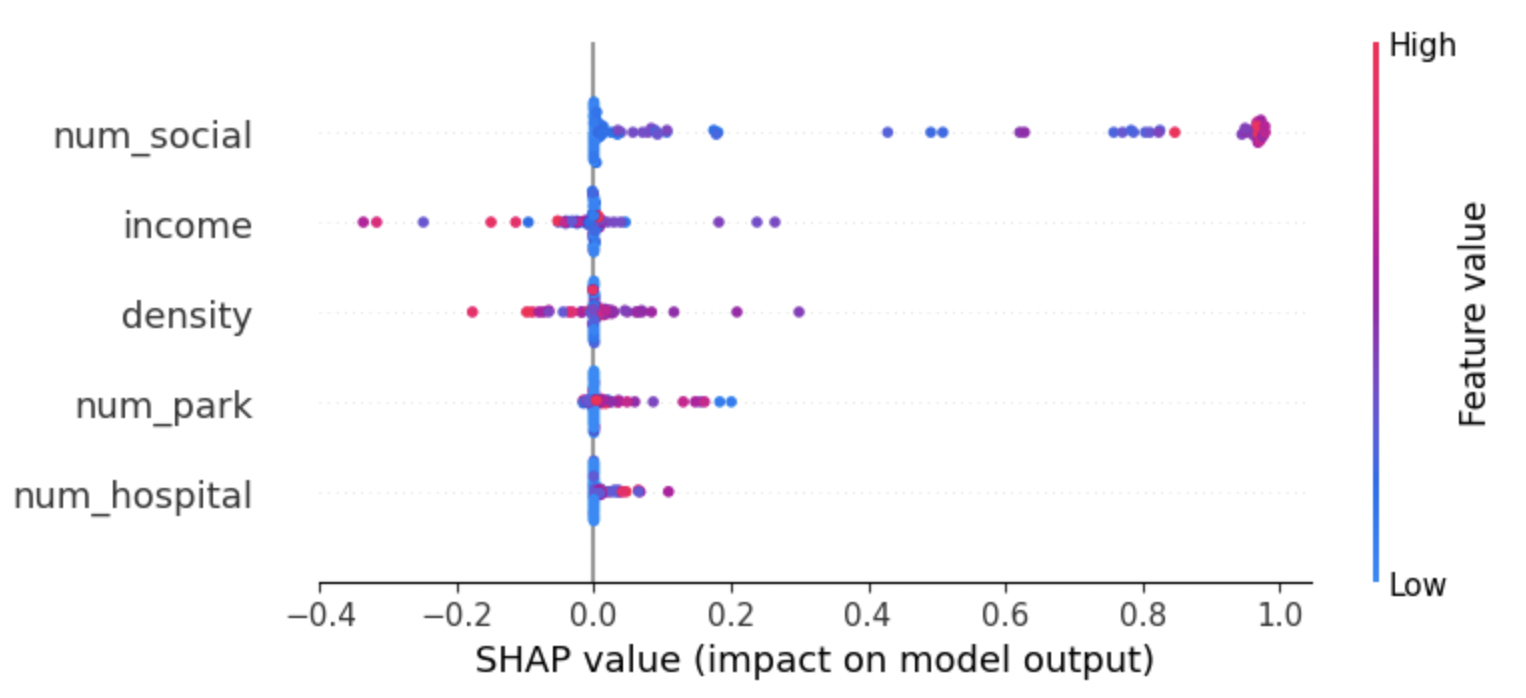 High
num_social
income
density
num_park
num_hospital
Feature value
Low
−0.4 −0.2 0.0 0.2 0.4 0.6 0.8 1.0
SHAP value (impact on model output)